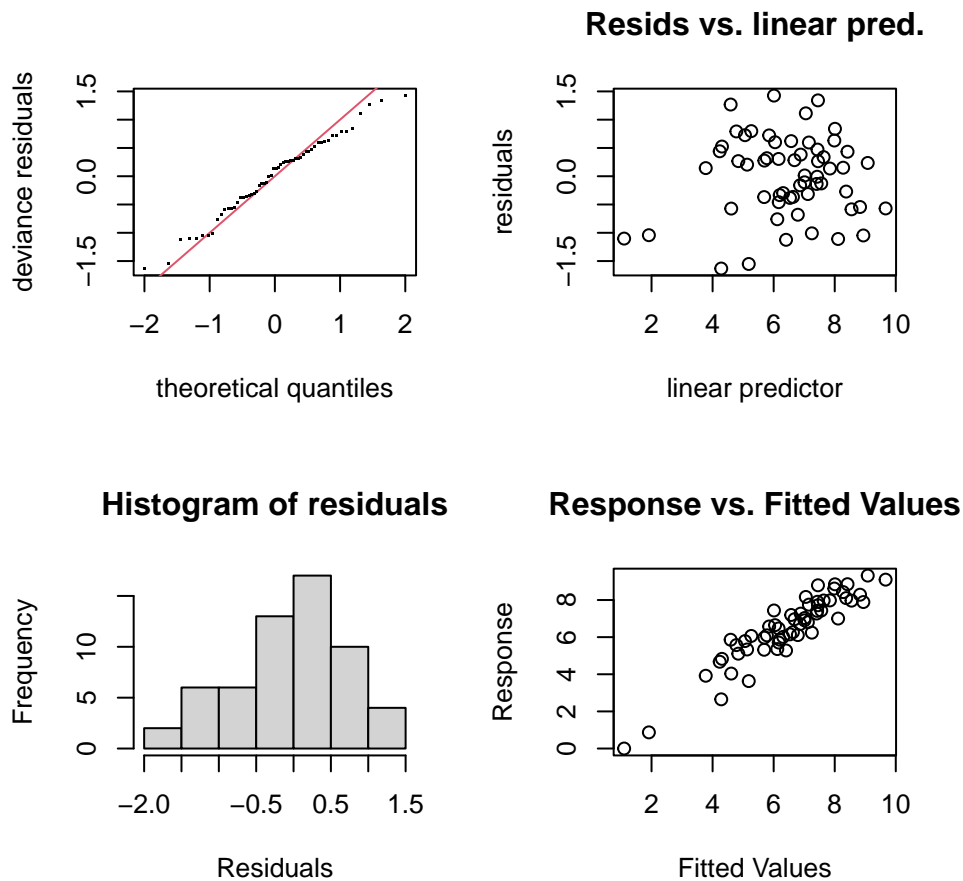 deviance residuals
1.5
0.0
−1.5
−2 −1 0 1 2
theoretical quantiles
Resids vs. linear pred.
residuals
1.5
0.0
−1.5
2 4 6 8 10
linear predictor
Histogram of residuals
Frequency
10
5
0
−2.0 −0.5 0.5 1.5
Residuals
Response vs. Fitted Values
Response
8
6
4
2
0
2 4 6 8 10
Fitted Values